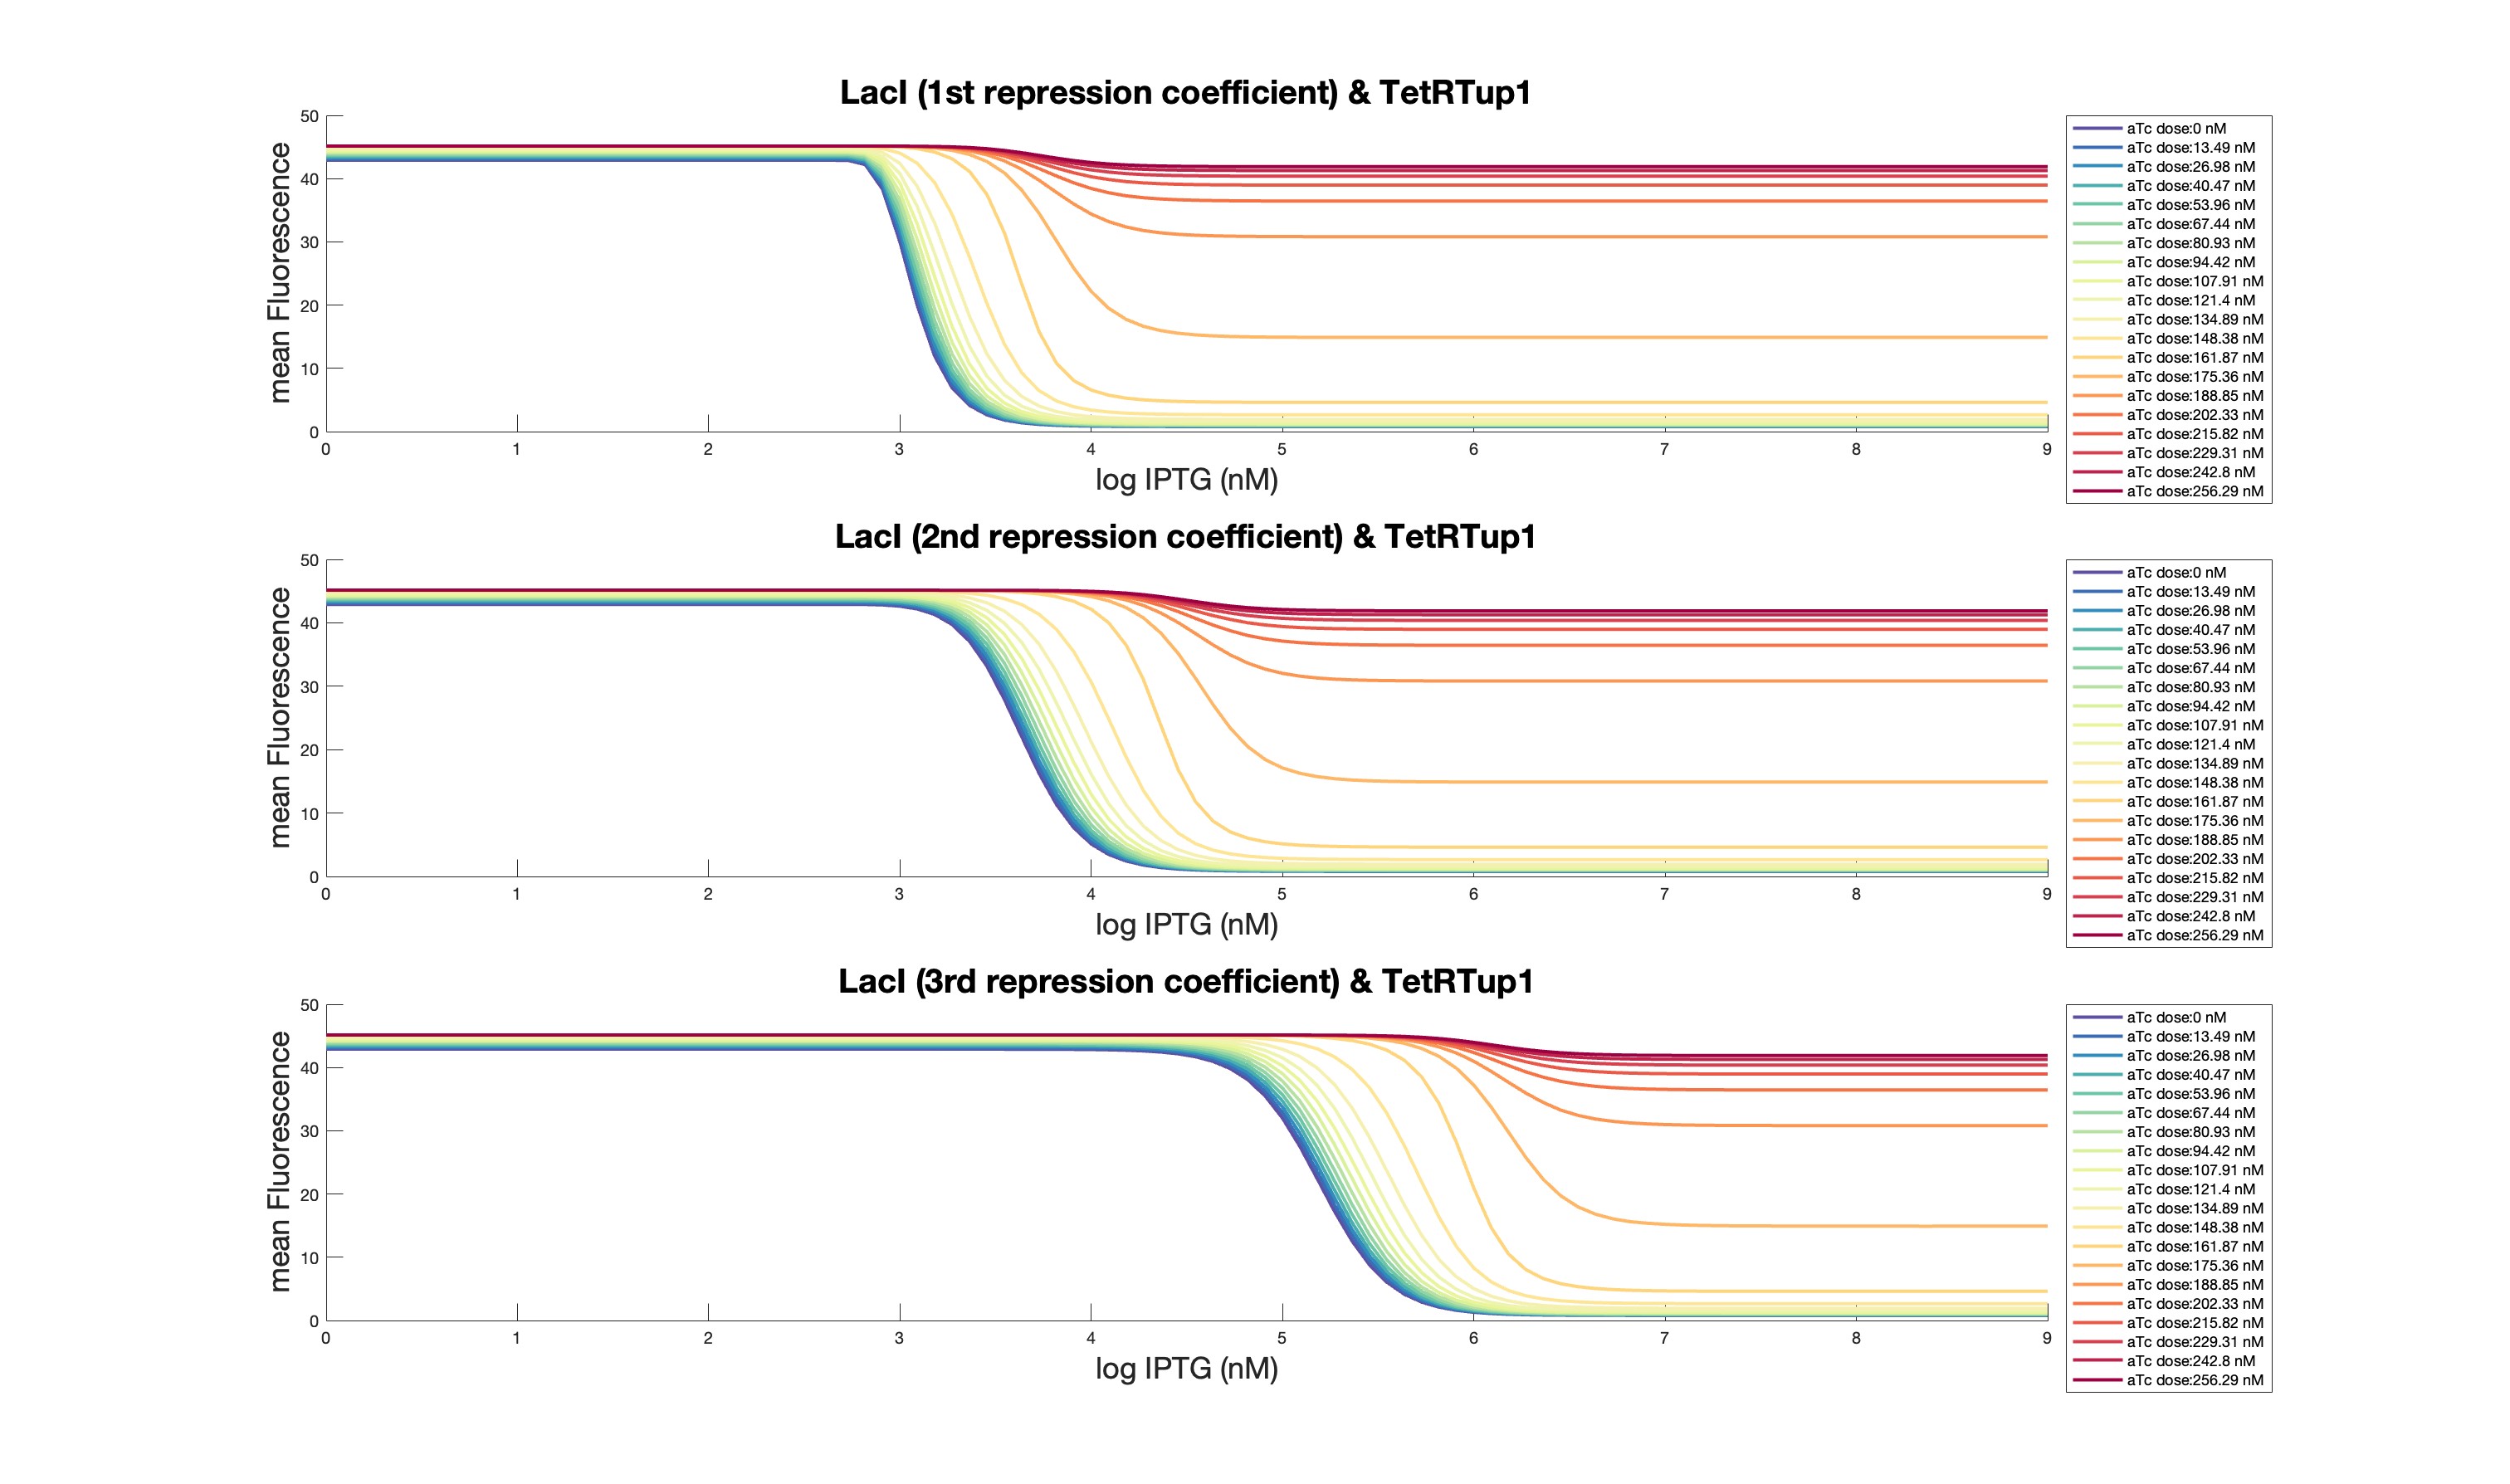 LacI (1st repression coefficient) & TetRTup1
mean Fluorescence
50
40
30
20
10
0
0 1 2 3 4 5 6 7 8 9
log IPTG (nM)
aTc dose:0 nM
aTc dose:13.49 nM
aTc dose:26.98 nM
aTc dose:40.47 nM
aTc dose:53.96 nM
aTc dose:67.44 nM
aTc dose:80.93 nM
aTc dose:94.42 nM
aTc dose:107.91 nM
aTc dose:121.4 nM
aTc dose:134.89 nM
aTc dose:148.38 nM
aTc dose:161.87 nM
aTc dose:175.36 nM
aTc dose:188.85 nM
aTc dose:202.33 nM
aTc dose:215.82 nM
aTc dose:229.31 nM
aTc dose:242.8 nM
aTc dose:256.29 nM
LacI (2nd repression coefficient) & TetRTup1
mean Fluorescence
50
40
30
20
10
0
0 1 2 3 4 5 6 7 8 9
log IPTG (nM)
aTc dose:0 nM
aTc dose:13.49 nM
aTc dose:26.98 nM
aTc dose:40.47 nM
aTc dose:53.96 nM
aTc dose:67.44 nM
aTc dose:80.93 nM
aTc dose:94.42 nM
aTc dose:107.91 nM
aTc dose:121.4 nM
aTc dose:134.89 nM
aTc dose:148.38 nM
aTc dose:161.87 nM
aTc dose:175.36 nM
aTc dose:188.85 nM
aTc dose:202.33 nM
aTc dose:215.82 nM
aTc dose:229.31 nM
aTc dose:242.8 nM
aTc dose:256.29 nM
LacI (3rd repression coefficient) & TetRTup1
mean Fluorescence
50
40
30
20
10
0
0 1 2 3 4 5 6 7 8 9
log IPTG (nM)
aTc dose:0 nM
aTc dose:13.49 nM
aTc dose:26.98 nM
aTc dose:40.47 nM
aTc dose:53.96 nM
aTc dose:67.44 nM
aTc dose:80.93 nM
aTc dose:94.42 nM
aTc dose:107.91 nM
aTc dose:121.4 nM
aTc dose:134.89 nM
aTc dose:148.38 nM
aTc dose:161.87 nM
aTc dose:175.36 nM
aTc dose:188.85 nM
aTc dose:202.33 nM
aTc dose:215.82 nM
aTc dose:229.31 nM
aTc dose:242.8 nM
aTc dose:256.29 nM